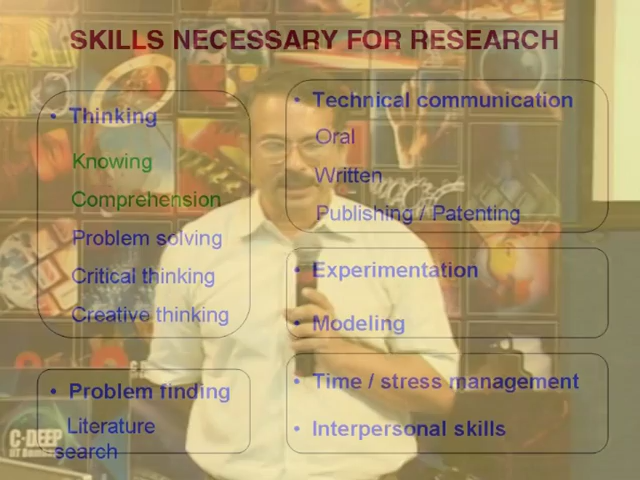 SKILLS NECESSARY FOR RESEARCH
• Thinking
Knowing
Comprehension
Problem solving
Critical thinking
Creative thinking
• Problem finding
Literature
search
• Technical communication
Oral
Written
Publishing / Patenting
• Experimentation
• Modeling
• Time / stress management
• Interpersonal skills
C-DEEP